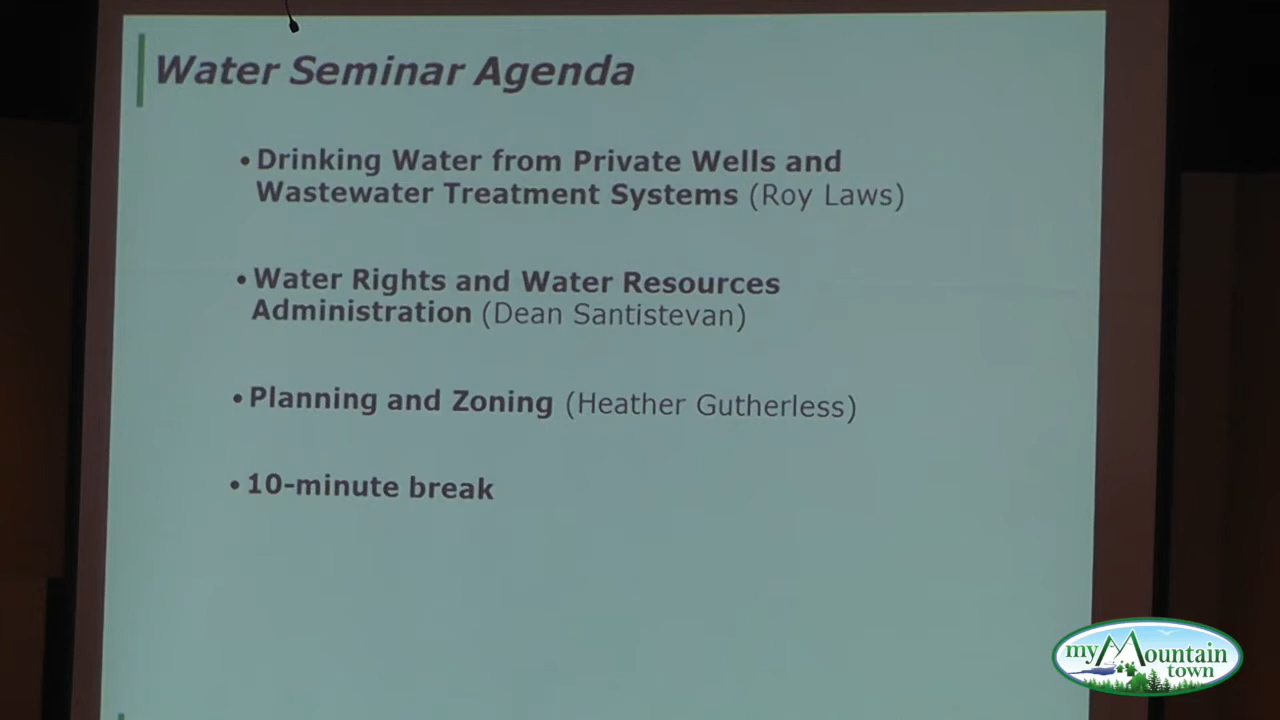 Water Seminar Agenda
• Drinking Water from Private Wells and
Wastewater Treatment Systems (Roy Laws)
• Water Rights and Water Resources
Administration (Dean Santistevan)
• Planning and Zoning (Heather Gutherless)
• 10-minute break
my Mountain
town